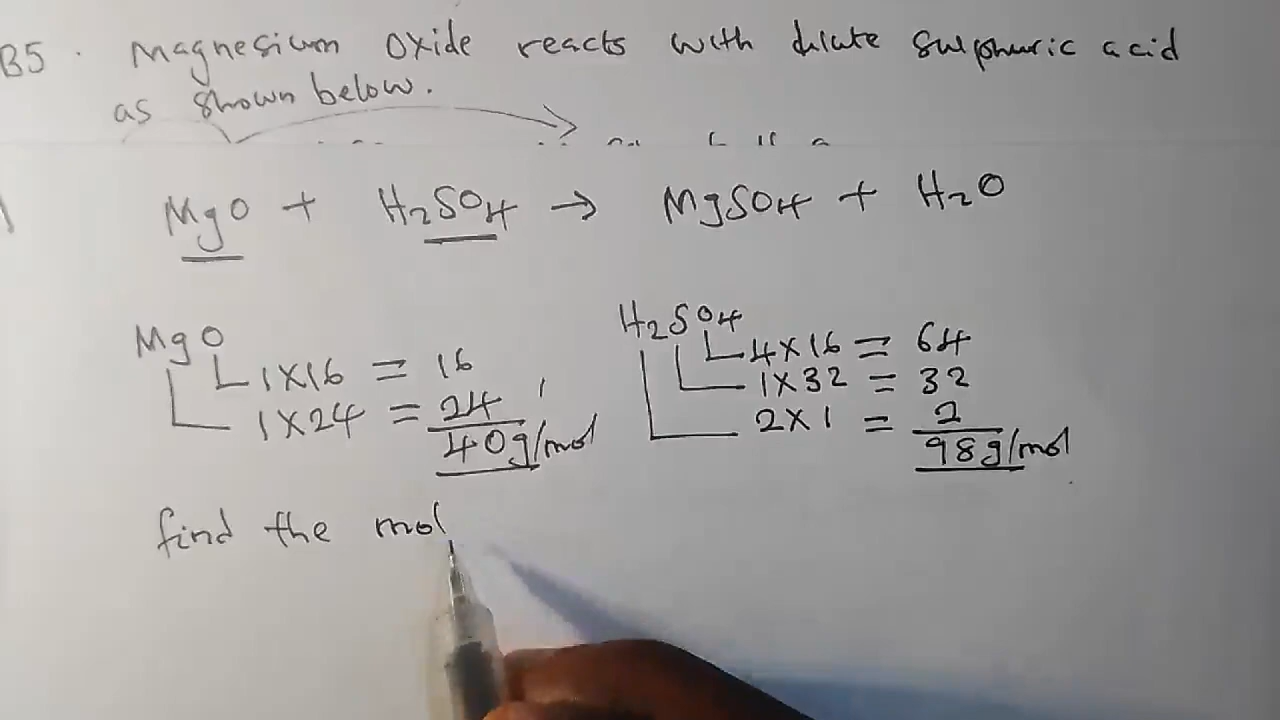 B5. Magnesium Oxide reacts with dilute sulphuric acid
as shown below.
MgO + H2SO4 → MgSO4 + H2O
MgO
1x16 = 16
1x24 = 24
40g/mol
H2SO4
4x16 = 64
1x32 = 32
2x1 = 2
98g/mol
find the mol